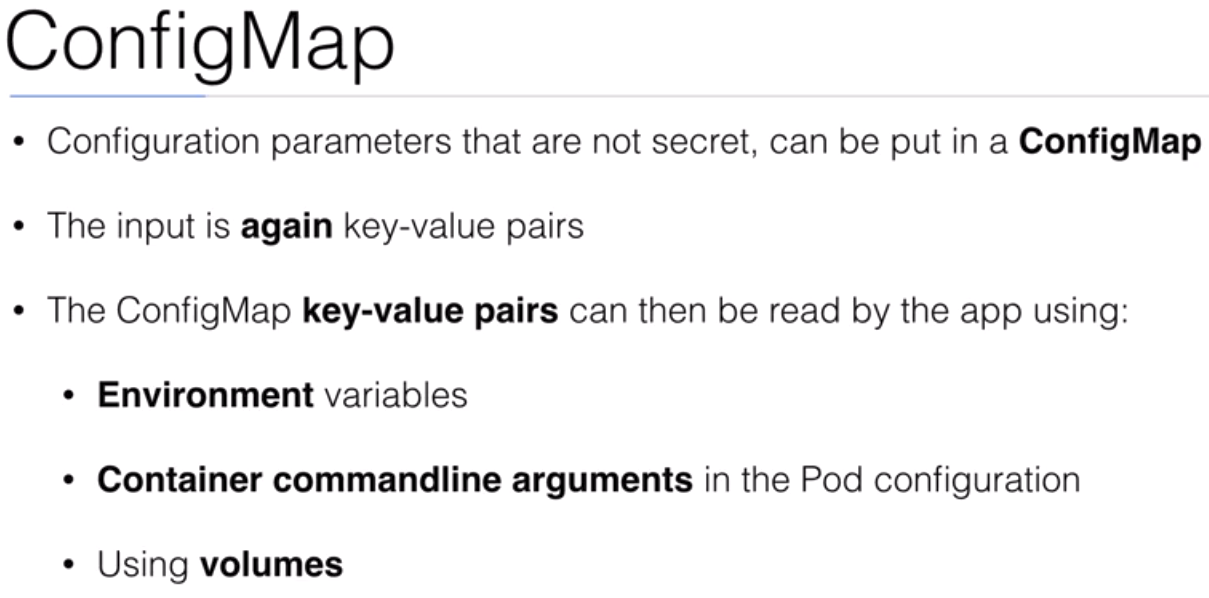 ConfigMap
• Configuration parameters that are not secret, can be put in a ConfigMap
• The input is again key-value pairs
• The ConfigMap key-value pairs can then be read by the app using:
• Environment variables
• Container commandline arguments in the Pod configuration
• Using volumes